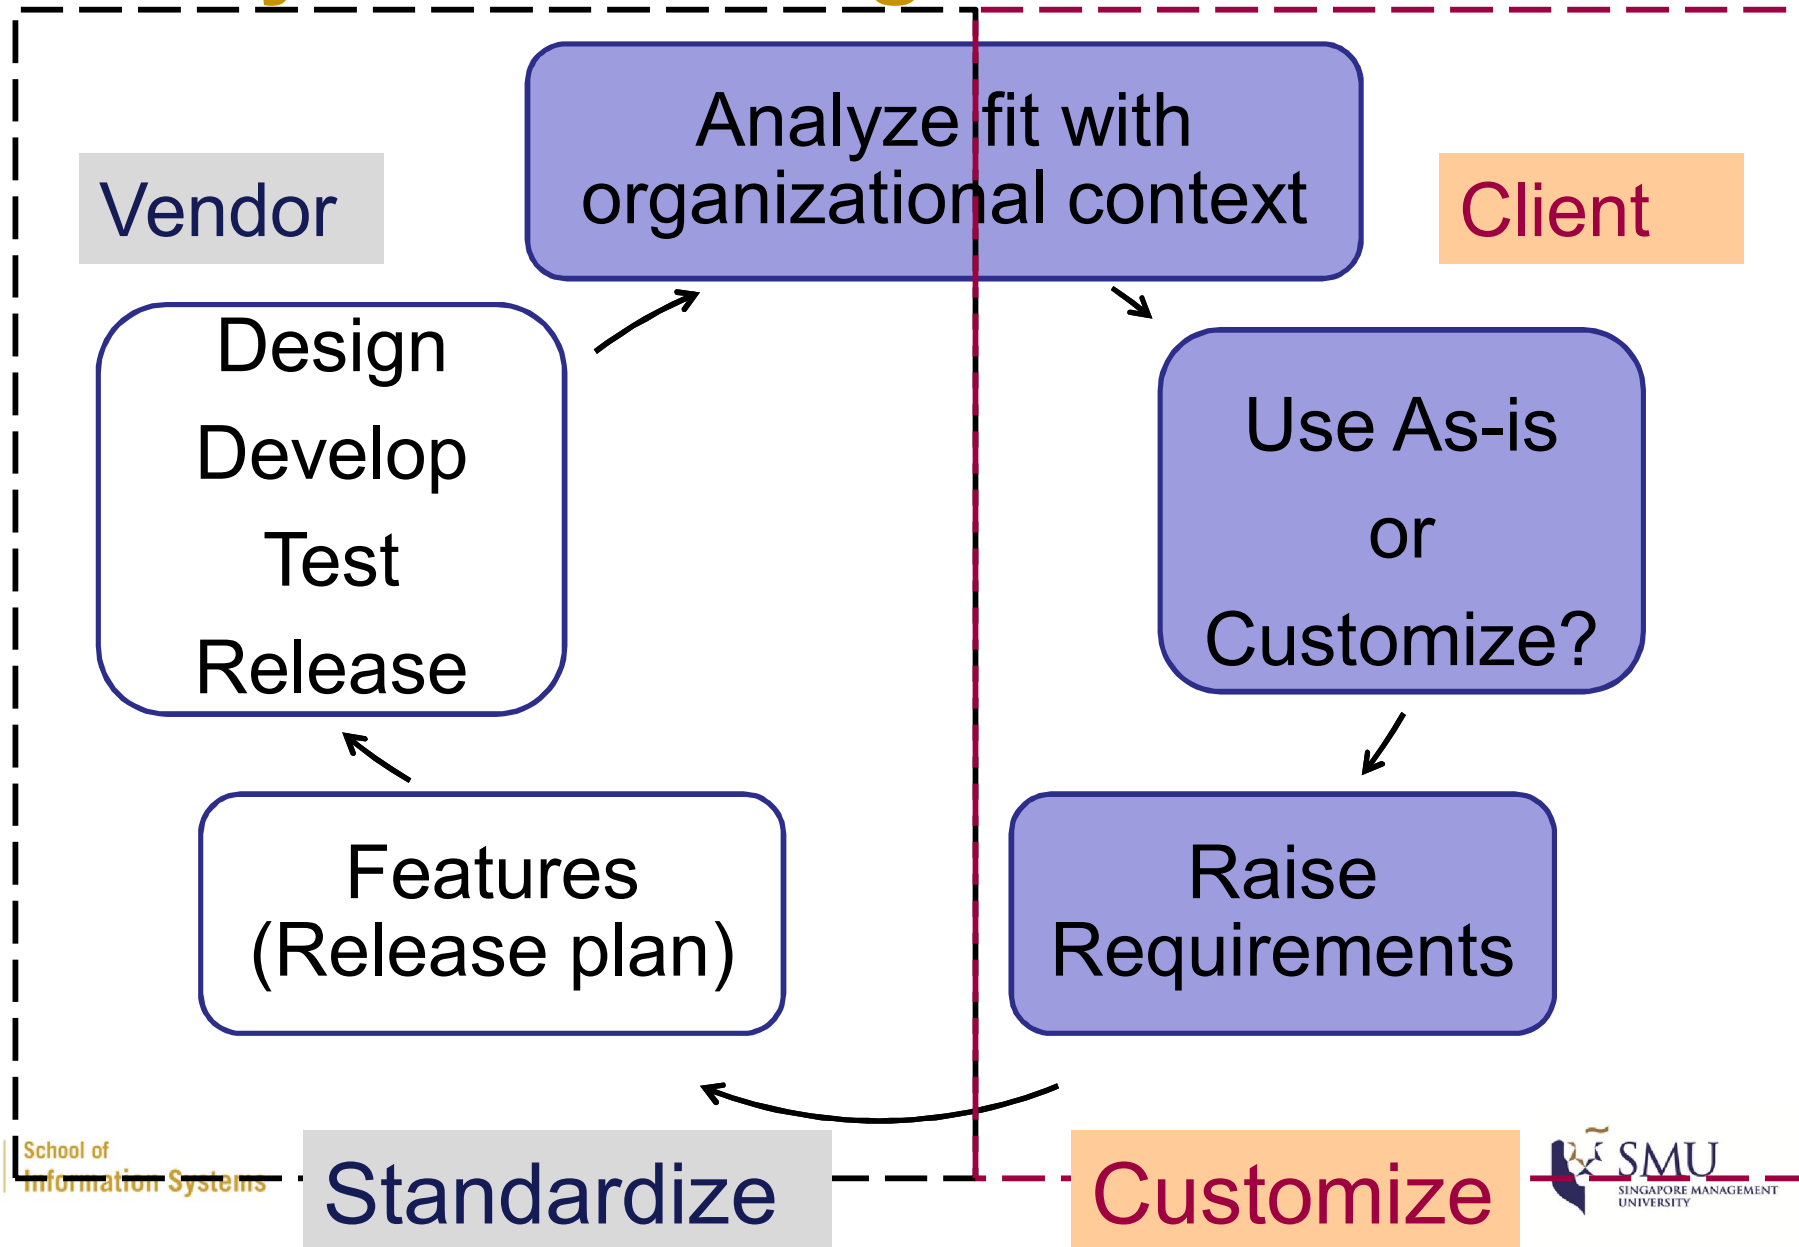 Analyze fit with
organizational context
Vendor
Client
Design
Develop
Test
Release
Use As-is
or
Customize?
Features
(Release plan)
Raise
Requirements
School of
Information Systems
Standardize
Customize
SMU
SINGAPORE MANAGEMENT
UNIVERSITY